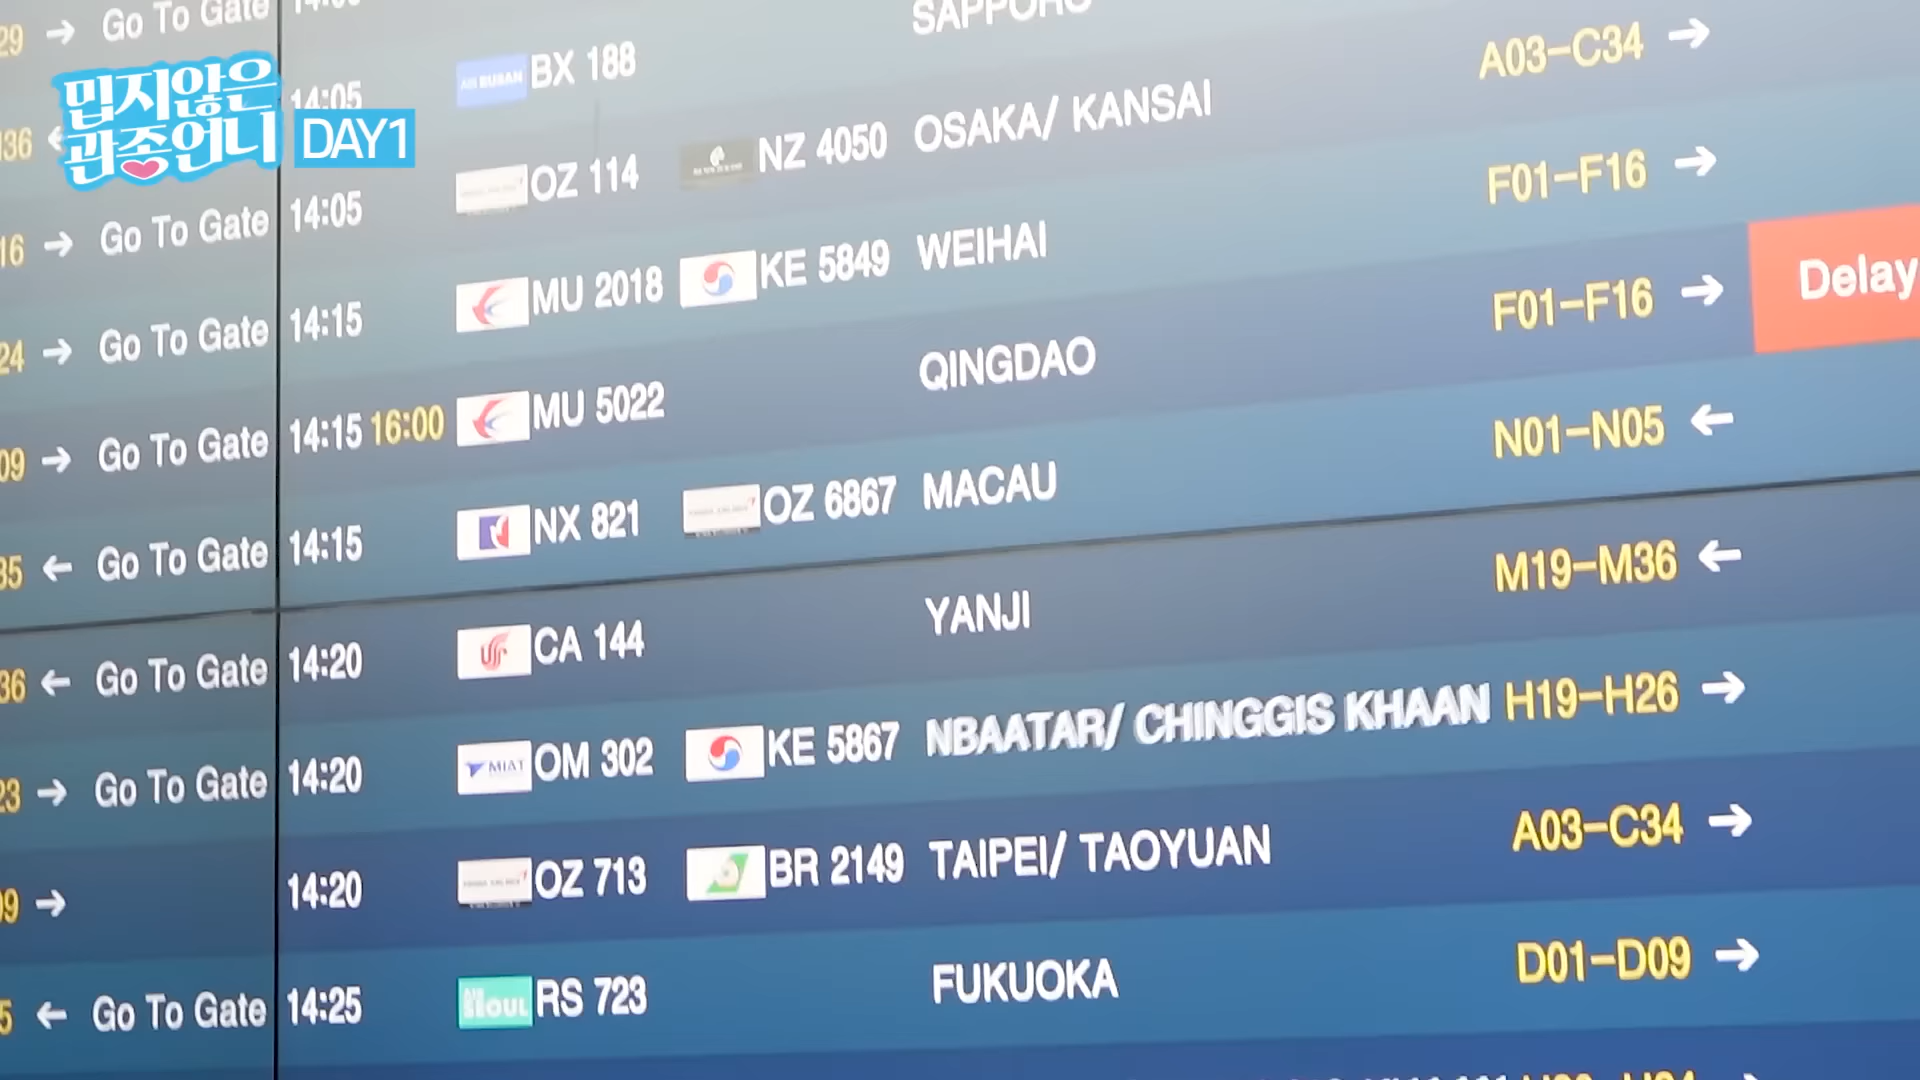 밉지않은
관종언니 DAY1
29 → Go To Gate
14:05 BX 188 SAPPORO A03-C34 →
16 → Go To Gate 14:05 OZ 114 NZ 4050 OSAKA/ KANSAI F01-F16 →
24 → Go To Gate 14:15 MU 2018 KE 5849 WEIHAI F01-F16 → Delay
09 → Go To Gate 14:15 16:00 MU 5022 QINGDAO N01-N05 ←
35 ← Go To Gate 14:15 NX 821 OZ 6867 MACAU M19-M36 ←
36 ← Go To Gate 14:20 CA 144 YANJI H19-H26 →
23 → Go To Gate 14:20 MIAT OM 302 KE 5867 NBAATAR/ CHINGGIS KHAAN A03-C34 →
09 → 14:20 OZ 713 BR 2149 TAIPEI/ TAOYUAN D01-D09 →
5 ← Go To Gate 14:25 AIR SEOUL RS 723 FUKUOKA